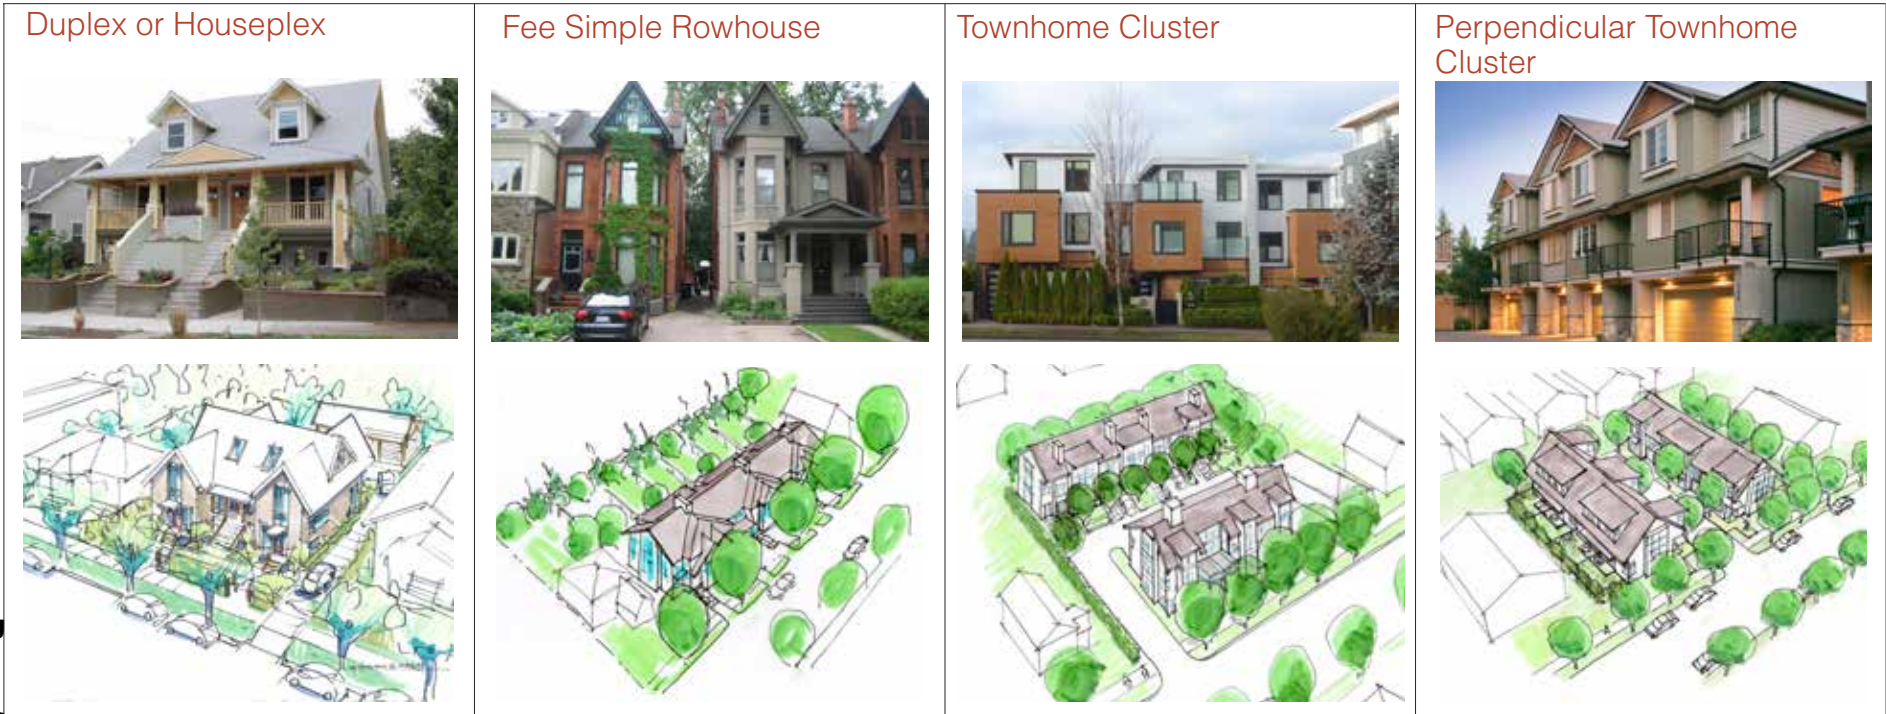 Duplex or Houseplex
Fee Simple Rowhouse
Townhome Cluster
Perpendicular Townhome
Cluster